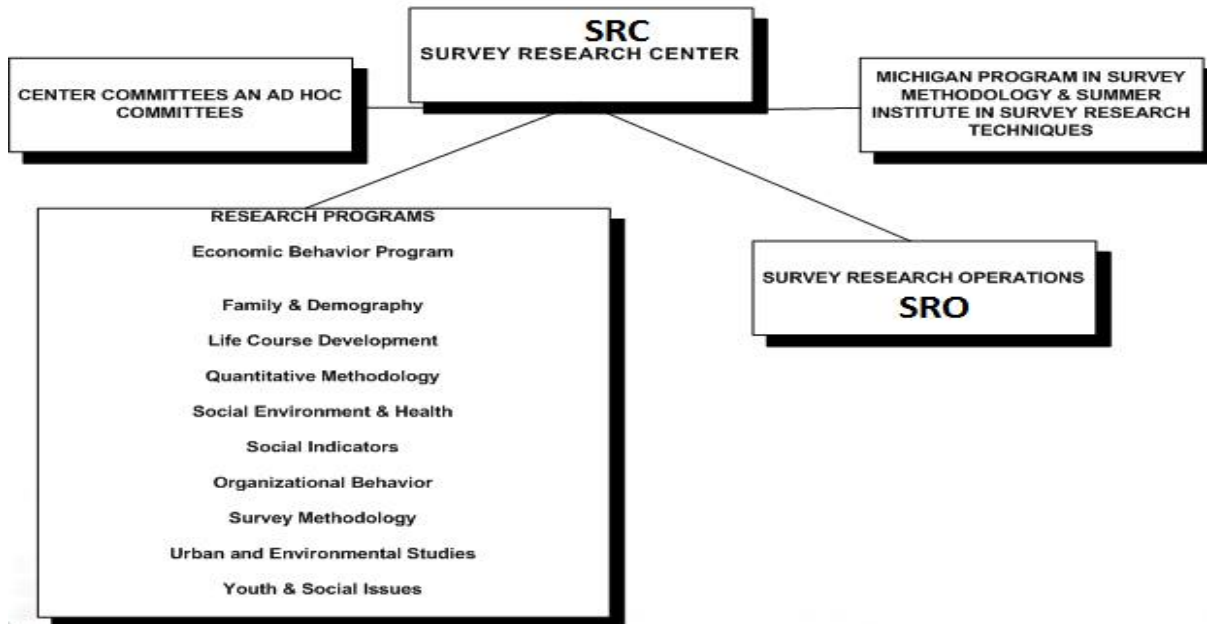 SRC
SURVEY RESEARCH CENTER
CENTER COMMITTEES AN AD HOC
COMMITTEES
MICHIGAN PROGRAM IN SURVEY
METHODOLOGY & SUMMER
INSTITUTE IN SURVEY RESEARCH
TECHNIQUES
RESEARCH PROGRAMS
Economic Behavior Program
Family & Demography
Life Course Development
Quantitative Methodology
Social Environment & Health
Social Indicators
Organizational Behavior
Survey Methodology
Urban and Environmental Studies
Youth & Social Issues
SURVEY RESEARCH OPERATIONS
SRO